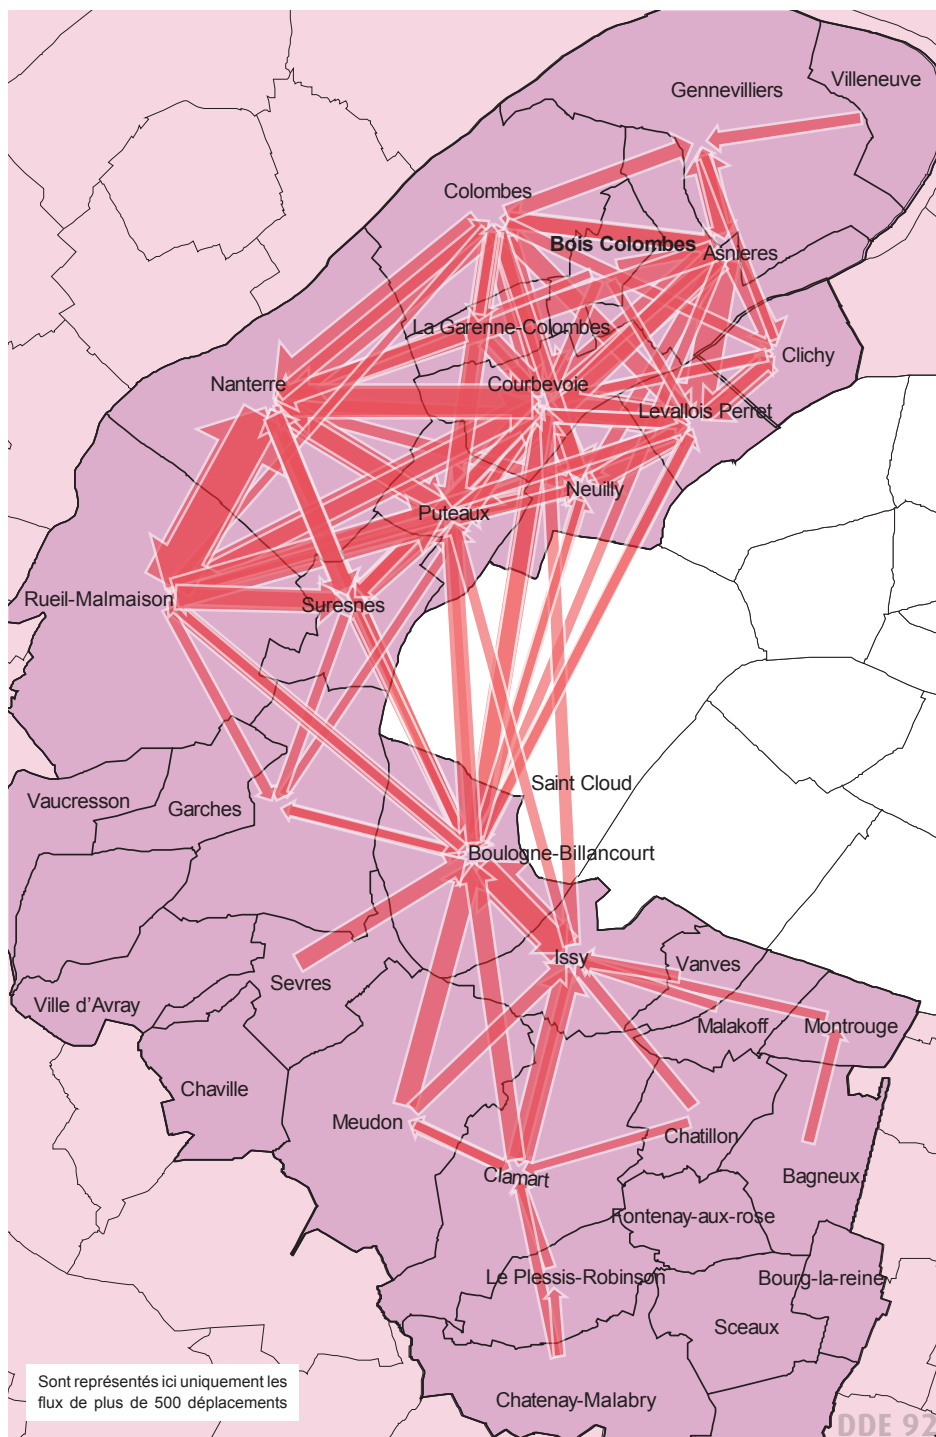 Villeneuve
Gennevilliers
Colombes
Bois Colombes
Asnieres
La Garenne-Colombes
Clichy
Nanterre
Courbevoie
Levallois Perret
Neuilly
Puteaux
Rueil-Malmaison
Suresnes
Saint Cloud
Vaucresson
Garches
Boulogne-Billancourt
Issy
Vanves
Sevres
Ville d'Avray
Malakoff
Montrouge
Chaville
Meudon
Chatillon
Clamart
Bagneux
Fontenay-aux-rose
Le Plessis-Robinson
Bourg-la-reine
Sceaux
Chatenay-Malabry
Sont représentés ici uniquement les
flux de plus de 500 déplacements
DDE 92